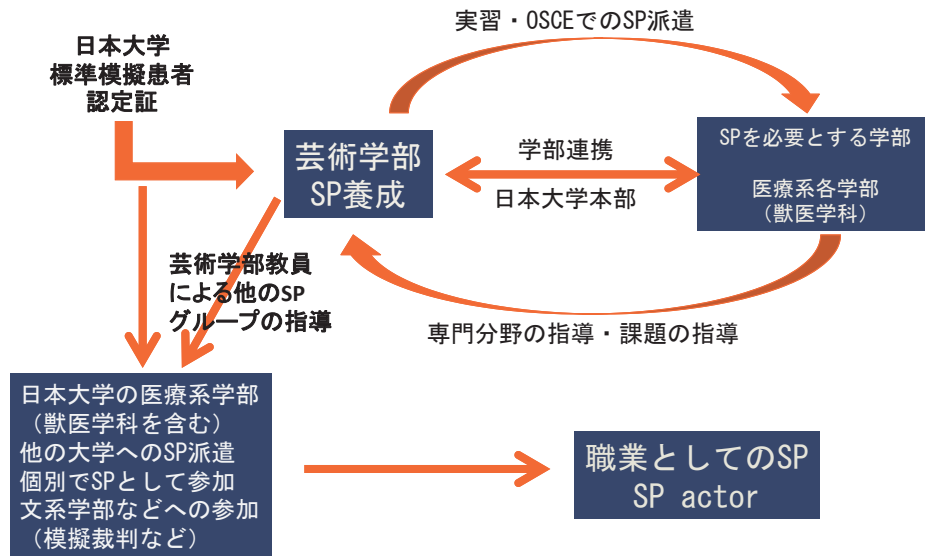 実習・OSCEでのSP派遣
日本大学
標準模擬患者
認定証
芸術学部
SP養成
学部連携
日本大学本部
SPを必要とする学部
医療系各学部
(獣医学科)
芸術学部教員
による他のSP
グループの指導
専門分野の指導・課題の指導
日本大学の医療系学部
(獣医学科を含む)
他の大学へのSP派遣
個別でSPとして参加
文系学部などへの参加
(模擬裁判など)
職業としてのSP
SP actor